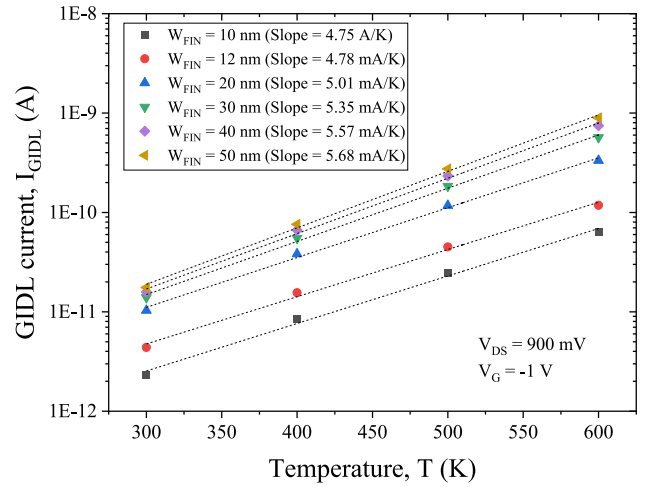 1E-8
1E-9
1E-10
1E-11
1E-12
GIDL current, I_GIDL (A)
W_FIN = 10 nm (Slope = 4.75 A/K)
W_FIN = 12 nm (Slope = 4.78 mA/K)
W_FIN = 20 nm (Slope = 5.01 mA/K)
W_FIN = 30 nm (Slope = 5.35 mA/K)
W_FIN = 40 nm (Slope = 5.57 mA/K)
W_FIN = 50 nm (Slope = 5.68 mA/K)
V_DS = 900 mV
V_G = -1 V
300 350 400 450 500 550 600
Temperature, T (K)